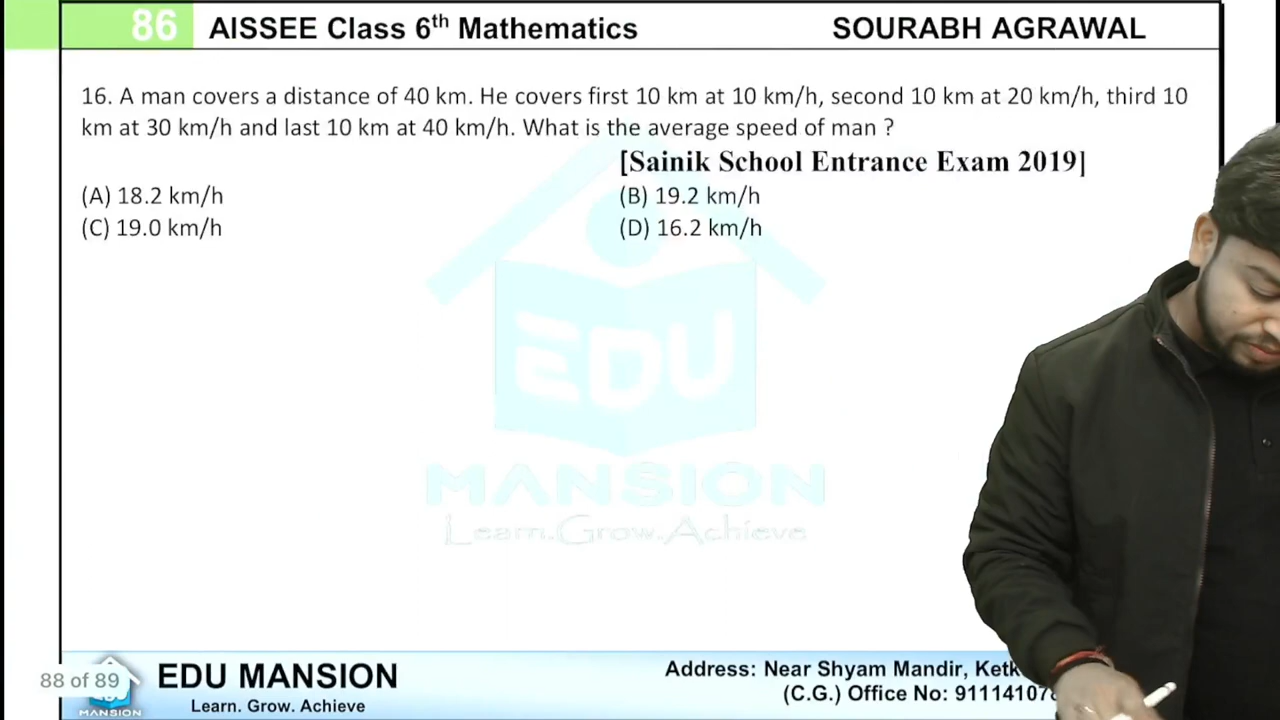 86 AISSEE Class 6th Mathematics SOURABH AGRAWAL
16. A man covers a distance of 40 km. He covers first 10 km at 10 km/h, second 10 km at 20 km/h, third 10
km at 30 km/h and last 10 km at 40 km/h. What is the average speed of man ?
[Sainik School Entrance Exam 2019]
(A) 18.2 km/h (B) 19.2 km/h
(C) 19.0 km/h (D) 16.2 km/h
EDU
MANSION
Learn.Grow.Achieve
88 of 89
MANSION
EDU MANSION
Learn. Grow. Achieve
Address: Near Shyam Mandir,
(C.G.) Office No: